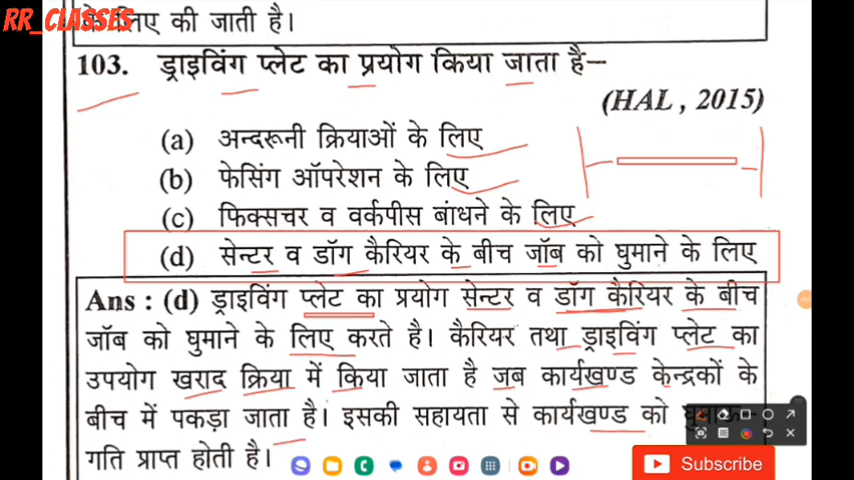 RR_CLASSES
के लिए की जाती है।
103. ड्राइविंग प्लेट का प्रयोग किया जाता है–
(HAL , 2015)
(a) अन्दरूनी क्रियाओं के लिए
(b) फेसिंग ऑपरेशन के लिए
(c) फिक्सचर व वर्कपीस बांधने के लिए
(d) सेन्टर व डॉग कैरियर के बीच जॉब को घुमाने के लिए
Ans : (d) ड्राइविंग प्लेट का प्रयोग सेन्टर व डॉग कैरियर के बीच
जॉब को घुमाने के लिए करते है। कैरियर तथा ड्राइविंग प्लेट का
उपयोग खराद क्रिया में किया जाता है जब कार्यखण्ड केन्द्रकों के
बीच में पकड़ा जाता है। इसकी सहायता से कार्यखण्ड को
गति प्राप्त होती है।
Subscribe